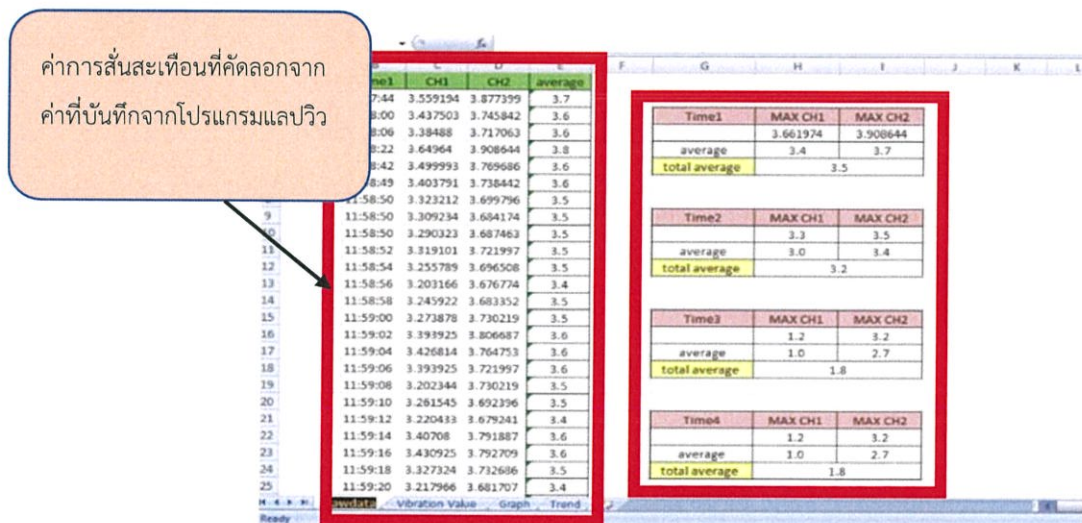 ค่าการสั่นสะเทือนที่คัดลอกจาก
ค่าที่บันทึกจากโปรแกรมแลปวิว
CH1 CH2 average
3.559194 3.877399 3.7
3.437503 3.745842 3.6
3.38488 3.717063 3.6
3.64964 3.908644 3.8
3.499993 3.769686 3.6
3.403791 3.738442 3.6
11:58:50 3.323212 3.699796 3.5
9 11:58:50 3.309234 3.684174 3.5
10 11:58:50 3.290323 3.687463 3.5
11 11:58:52 3.319101 3.721997 3.5
12 11:58:54 3.255789 3.696508 3.5
13 11:58:56 3.203166 3.676774 3.4
14 11:58:58 3.245922 3.683352 3.5
15 11:59:00 3.273878 3.730219 3.5
16 11:59:02 3.393925 3.806687 3.6
17 11:59:04 3.426814 3.764753 3.6
18 11:59:06 3.393925 3.721997 3.6
19 11:59:08 3.202344 3.730219 3.5
20 11:59:10 3.261545 3.692396 3.5
21 11:59:12 3.220433 3.679241 3.4
22 11:59:14 3.40708 3.791887 3.6
23 11:59:16 3.430925 3.792709 3.6
24 11:59:18 3.327324 3.732686 3.5
25 11:59:20 3.217966 3.681707 3.4
F G H I J K L
Time1 MAX CH1 MAX CH2
3.661974 3.908644
average 3.4 3.7
total average 3.5
Time2 MAX CH1 MAX CH2
3.3 3.5
average 3.0 3.4
total average 3.2
Time3 MAX CH1 MAX CH2
1.2 3.2
average 1.0 2.7
total average 1.8
Time4 MAX CH1 MAX CH2
1.2 3.2
average 1.0 2.7
total average 1.8
Vibration Value Graph Trend
Ready